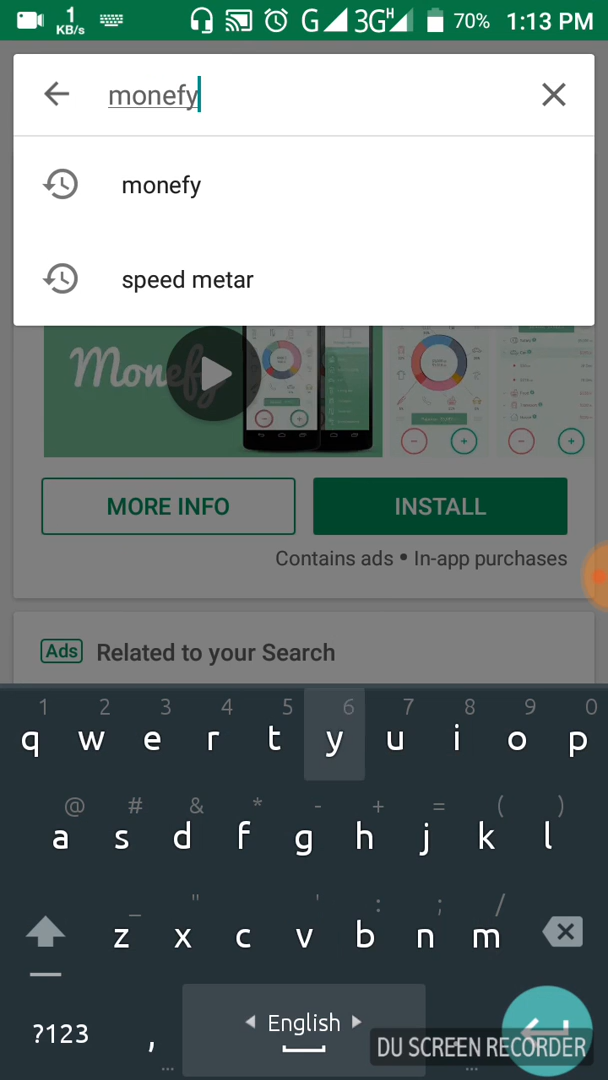 1 KB/s G 3G H 70% 1:13 PM
monefy
monefy
speed metar
Monefy
MORE INFO INSTALL
Contains ads • In-app purchases
Ads Related to your Search
1 2 3 4 5 6 7 8 9 0
q w e r t y u i o p
@ # & * - + = ( )
a s d f g h j k l
_ " ' : ; /
z x c v b n m
?123 , English
DU SCREEN RECORDER